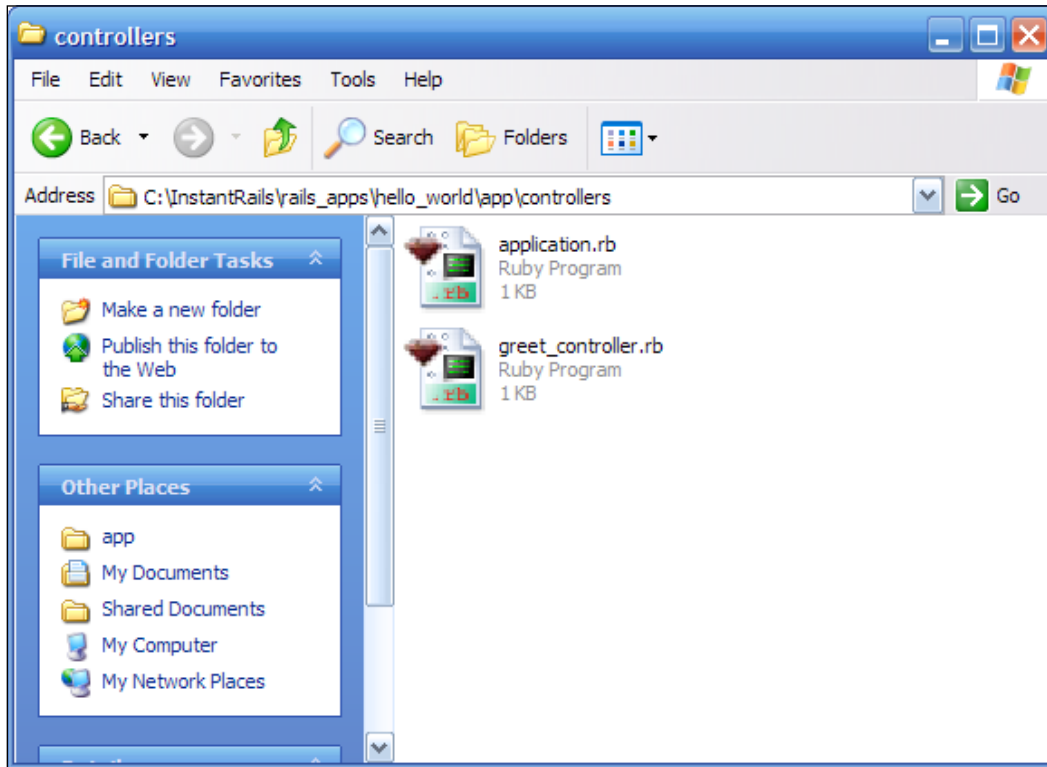 controllers
File Edit View Favorites Tools Help
Back Search Folders
Address C:\InstantRails\rails_apps\hello_world\app\controllers Go
File and Folder Tasks
Make a new folder
Publish this folder to
the Web
Share this folder
Other Places
app
My Documents
Shared Documents
My Computer
My Network Places
application.rb
Ruby Program
1 KB
greet_controller.rb
Ruby Program
1 KB